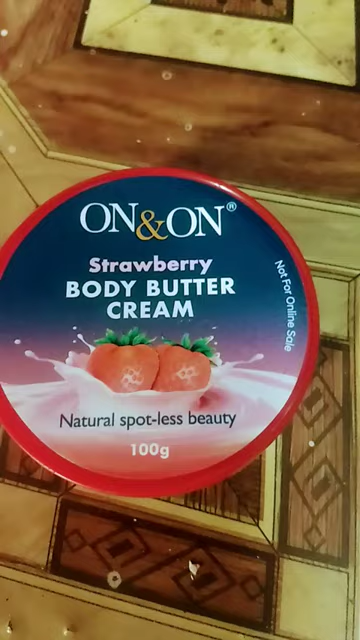 ON&ON®
Strawberry
BODY BUTTER
CREAM
Not For Online Sale
Natural spot-less beauty
100g